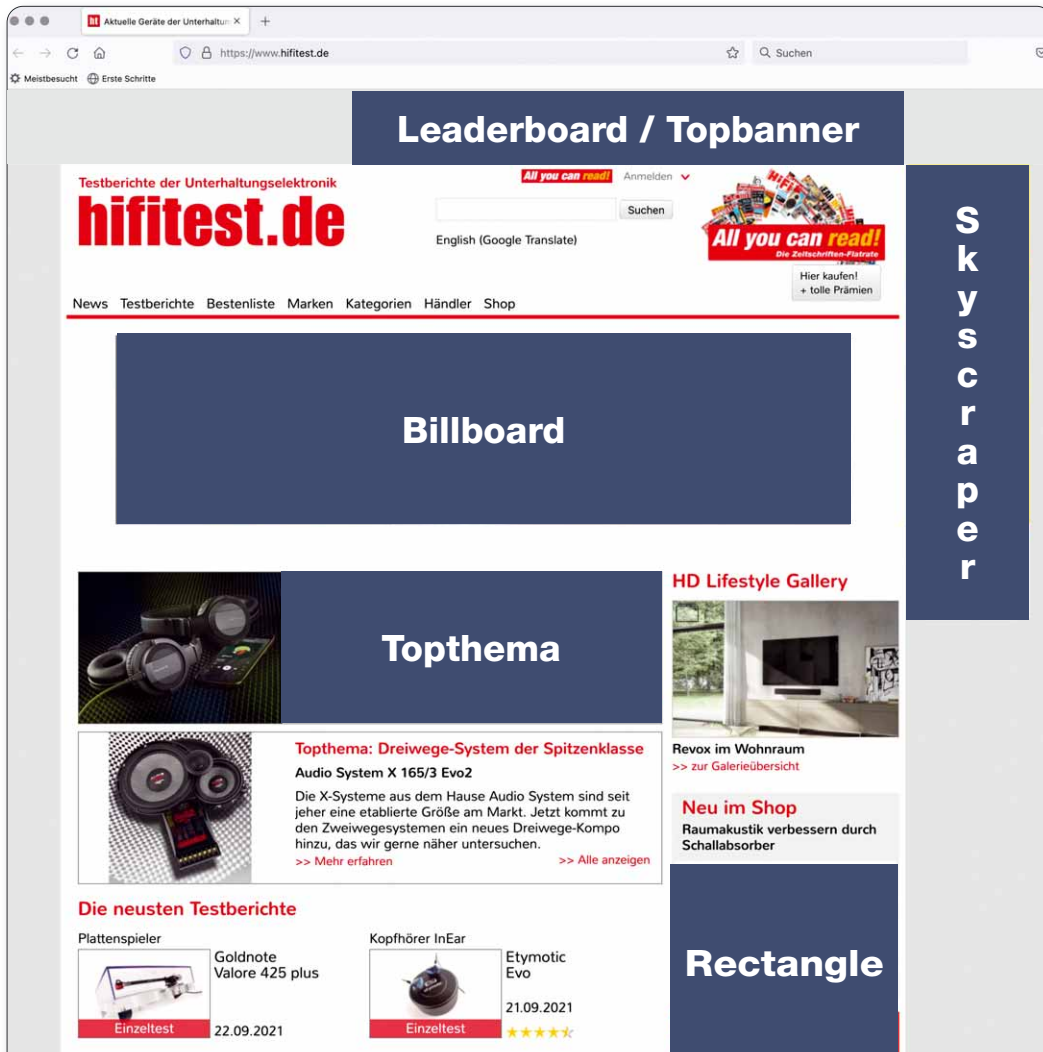 ht Aktuelle Geräte der Unterhaltun
https://www.hifitest.de
Suchen
Meistbesucht Erste Schritte
Leaderboard / Topbanner
Testberichte der Unterhaltungselektronik
hifitest.de
All you can read! Anmelden
Suchen
English (Google Translate)
HiFi
All you can read!
Die Zeitschriften-Flatrate
Hier kaufen!
+ tolle Prämien
News Testberichte Bestenliste Marken Kategorien Händler Shop
Skyscraper
Billboard
Topthema
HD Lifestyle Gallery
Revox im Wohnraum
>> zur Galerieübersicht
Topthema: Dreiwege-System der Spitzenklasse
Audio System X 165/3 Evo2
Die X-Systeme aus dem Hause Audio System sind seit
jeher eine etablierte Größe am Markt. Jetzt kommt zu
den Zweiwegesystemen ein neues Dreiwege-Kompo
hinzu, das wir gerne näher untersuchen.
>> Mehr erfahren >> Alle anzeigen
Neu im Shop
Raumakustik verbessern durch
Schallabsorber
Die neusten Testberichte
Plattenspieler
Goldnote
Valore 425 plus
Einzeltest
22.09.2021
Kopfhörer InEar
Etymotic
Evo
21.09.2021
Einzeltest
Rectangle